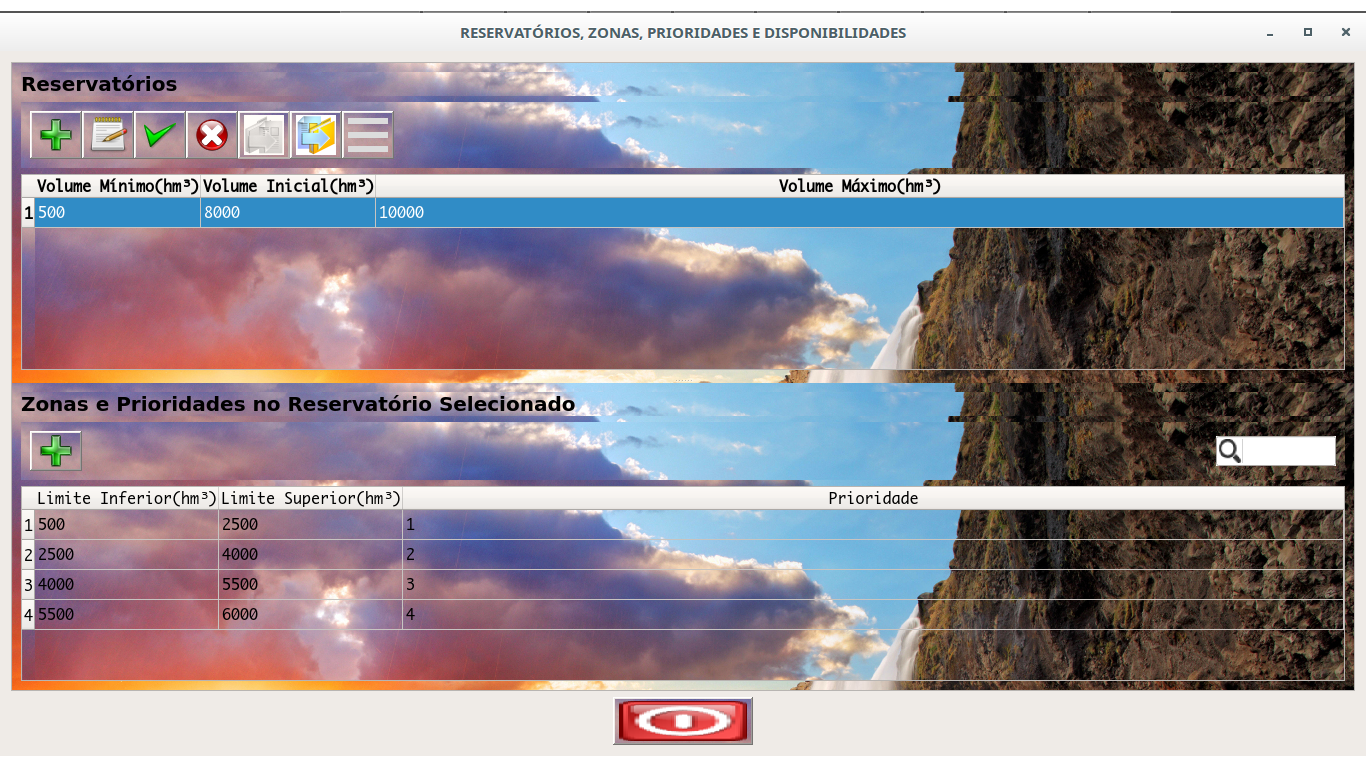 RESERVATÓRIOS, ZONAS, PRIORIDADES E DISPONIBILIDADES
Reservatórios
Volume Mínimo(hm³) Volume Inicial(hm³) Volume Máximo(hm³)
1 500 8000 10000
Zonas e Prioridades no Reservatório Selecionado
Limite Inferior(hm³) Limite Superior(hm³) Prioridade
1 500 2500 1
2 2500 4000 2
3 4000 5500 3
4 5500 6000 4